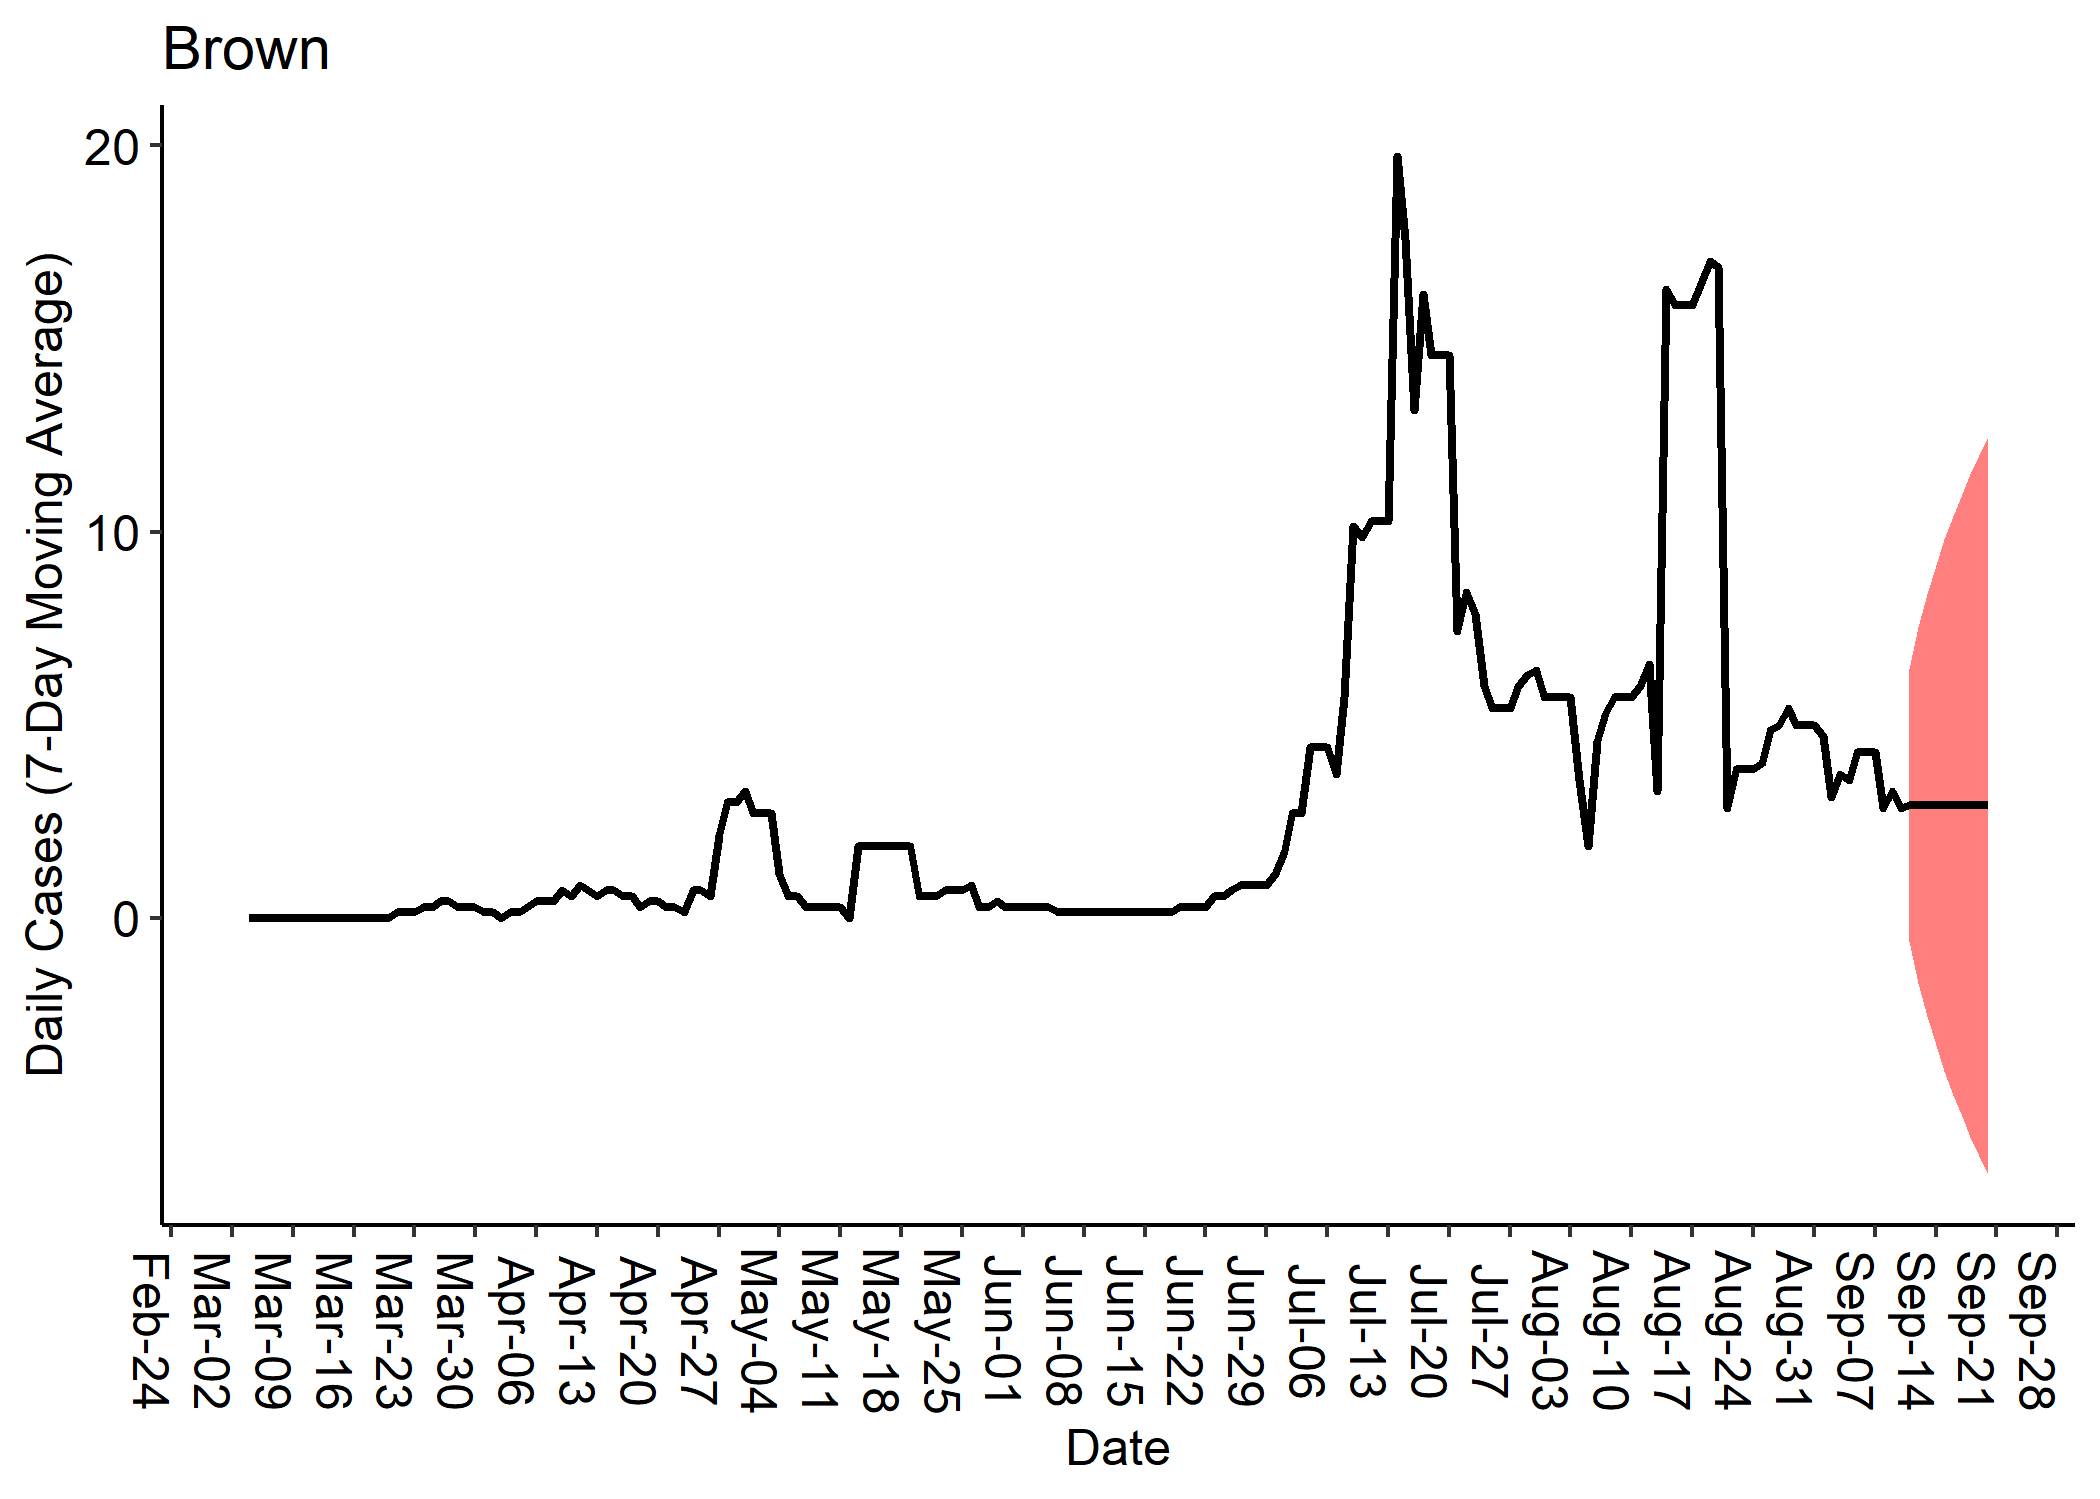 Brown
Daily Cases (7-Day Moving Average)
20
10
0
Feb-24
Mar-02
Mar-09
Mar-16
Mar-23
Mar-30
Apr-06
Apr-13
Apr-20
Apr-27
May-04
May-11
May-18
May-25
Jun-01
Jun-08
Jun-15
Jun-22
Jun-29
Jul-06
Jul-13
Jul-20
Jul-27
Aug-03
Aug-10
Aug-17
Aug-24
Aug-31
Sep-07
Sep-14
Sep-21
Sep-28
Date